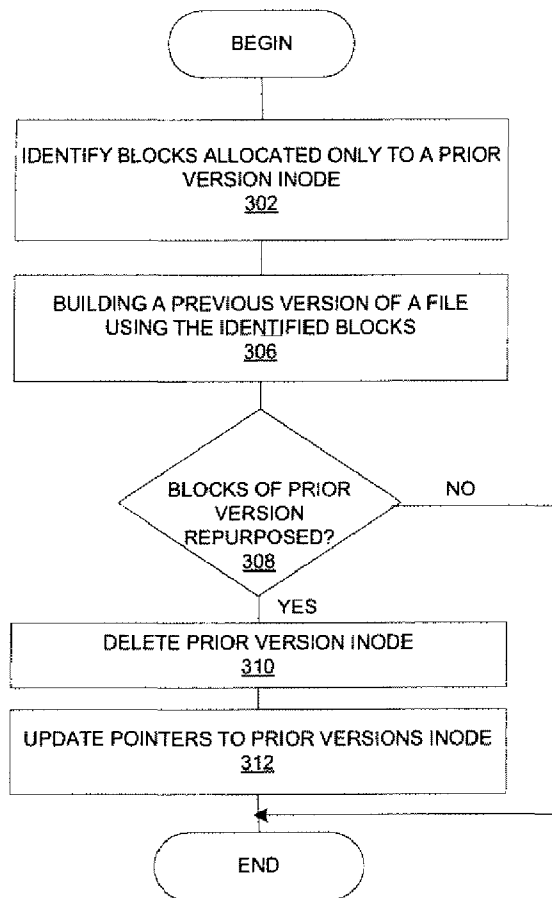 BEGIN
IDENTIFY BLOCKS ALLOCATED ONLY TO A PRIOR
VERSION INODE
302
BUILDING A PREVIOUS VERSION OF A FILE
USING THE IDENTIFIED BLOCKS
306
BLOCKS OF PRIOR
VERSION
REPURPOSED?
308
NO
YES
DELETE PRIOR VERSION INODE
310
UPDATE POINTERS TO PRIOR VERSIONS INODE
312
END